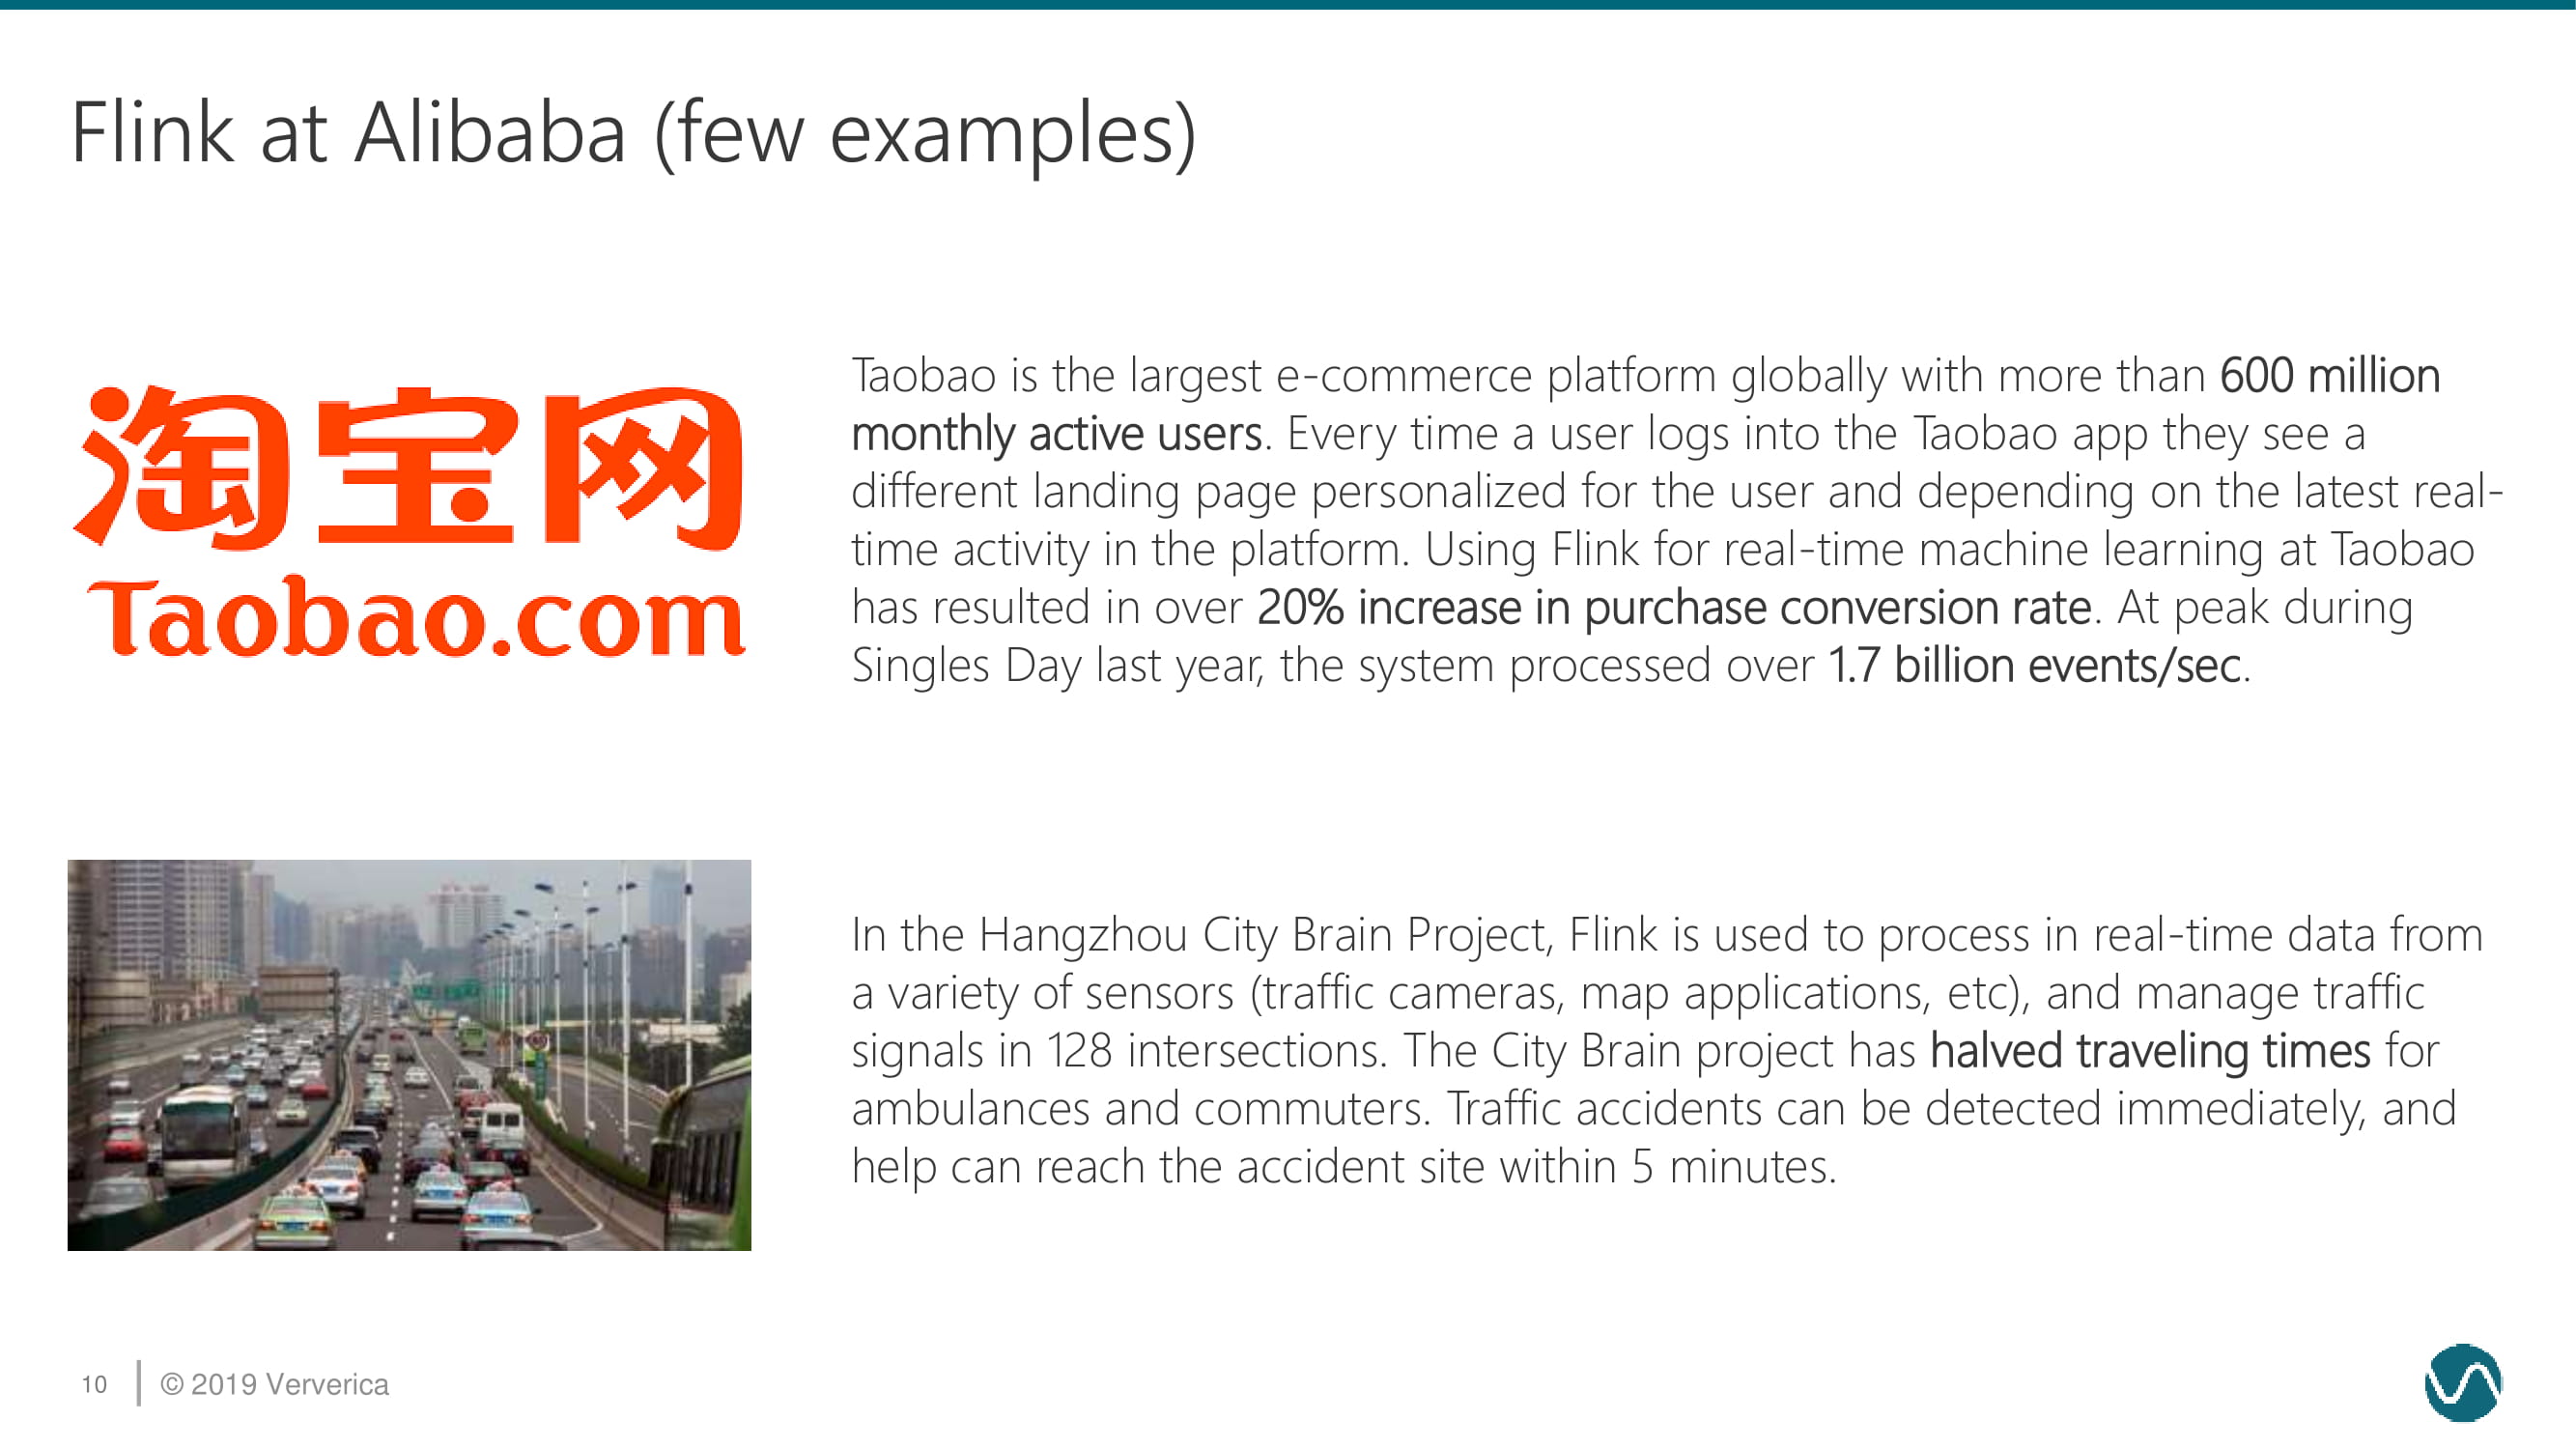 Flink at Alibaba (few examples)
淘宝网
Taobao.com
Taobao is the largest e-commerce platform globally with more than 600 million
monthly active users. Every time a user logs into the Taobao app they see a
different landing page personalized for the user and depending on the latest real-
time activity in the platform. Using Flink for real-time machine learning at Taobao
has resulted in over 20% increase in purchase conversion rate. At peak during
Singles Day last year, the system processed over 1.7 billion events/sec.
In the Hangzhou City Brain Project, Flink is used to process in real-time data from
a variety of sensors (traffic cameras, map applications, etc), and manage traffic
signals in 128 intersections. The City Brain project has halved traveling times for
ambulances and commuters. Traffic accidents can be detected immediately, and
help can reach the accident site within 5 minutes.
10
© 2019 Ververica